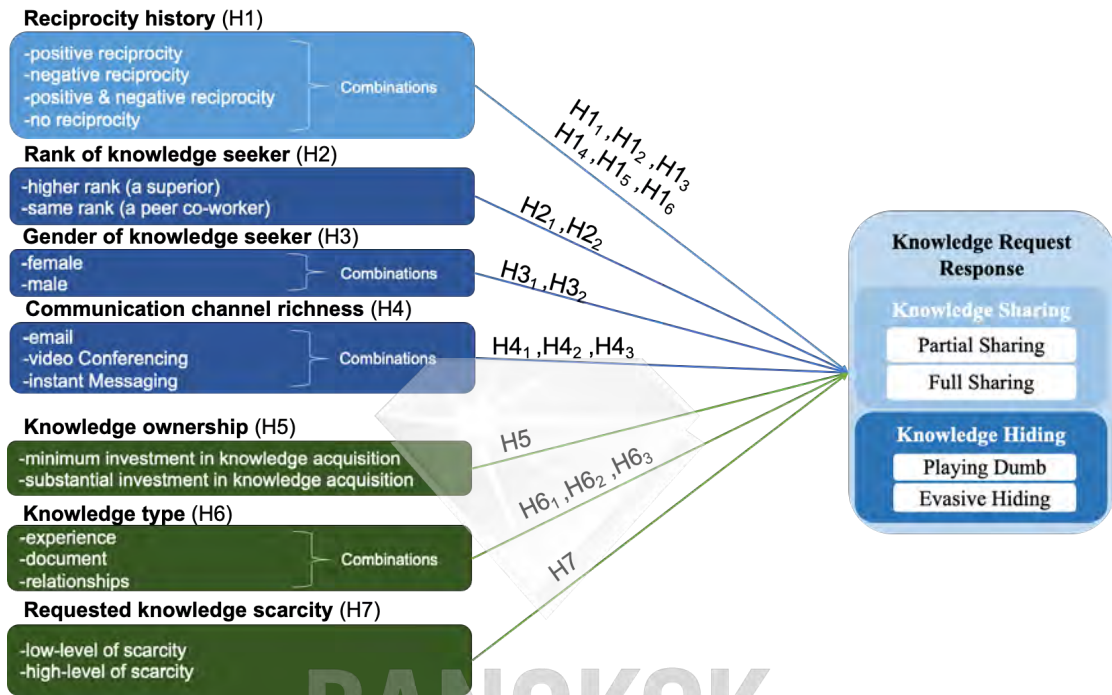 Reciprocity history (H1)
-positive reciprocity
-negative reciprocity
-positive & negative reciprocity
-no reciprocity
Combinations
Rank of knowledge seeker (H2)
-higher rank (a superior)
-same rank (a peer co-worker)
Gender of knowledge seeker (H3)
-female
-male
Combinations
Communication channel richness (H4)
-email
-video Conferencing
-instant Messaging
Combinations
Knowledge ownership (H5)
-minimum investment in knowledge acquisition
-substantial investment in knowledge acquisition
Knowledge type (H6)
-experience
-document
-relationships
Combinations
Requested knowledge scarcity (H7)
-low-level of scarcity
-high-level of scarcity
H1₁ ,H1₂ ,H1₃
H1₄ ,H1₅ ,H1₆
H2₁ ,H2₂
H3₁ ,H3₂
H4₁ ,H4₂ ,H4₃
H5
H6₁ ,H6₂ ,H6₃
H7
Knowledge Request
Response
Knowledge Sharing
Partial Sharing
Full Sharing
Knowledge Hiding
Playing Dumb
Evasive Hiding
BANGKOK